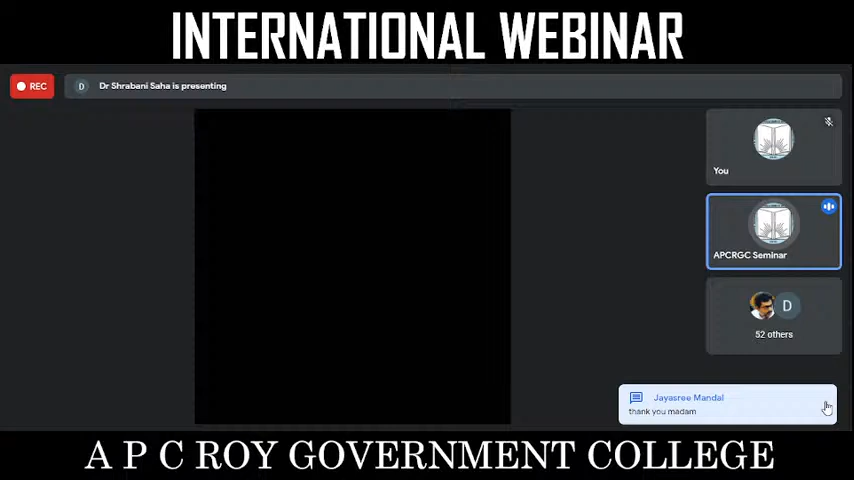 INTERNATIONAL WEBINAR
REC
D
Dr Shrabani Saha is presenting
You
APCRGC Seminar
D
52 others
Jayasree Mandal
thank you madam
A P C ROY GOVERNMENT COLLEGE